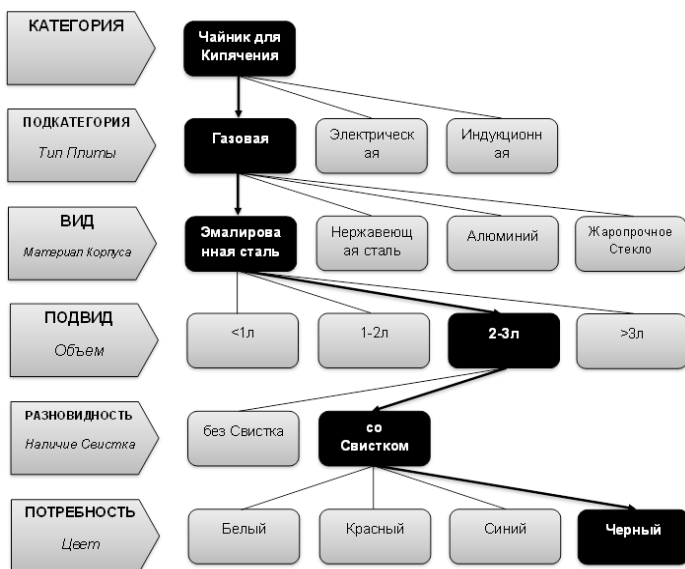 КАТЕГОРИЯ
Чайник для
Кипячения
ПОДКАТЕГОРИЯ
Тип Плиты
Газовая
Электрическ
ая
Индукционн
ая
ВИД
Материал Корпуса
Эмалирова
нная сталь
Нержавеющ
ая сталь
Алюминий
Жаропрочное
Стекло
ПОДВИД
Объем
<1л
1-2л
2-3л
>3л
РАЗНОВИДНОСТЬ
Наличие Свистка
без Свистка
со
Свистком
ПОТРЕБНОСТЬ
Цвет
Белый
Красный
Синий
Черный